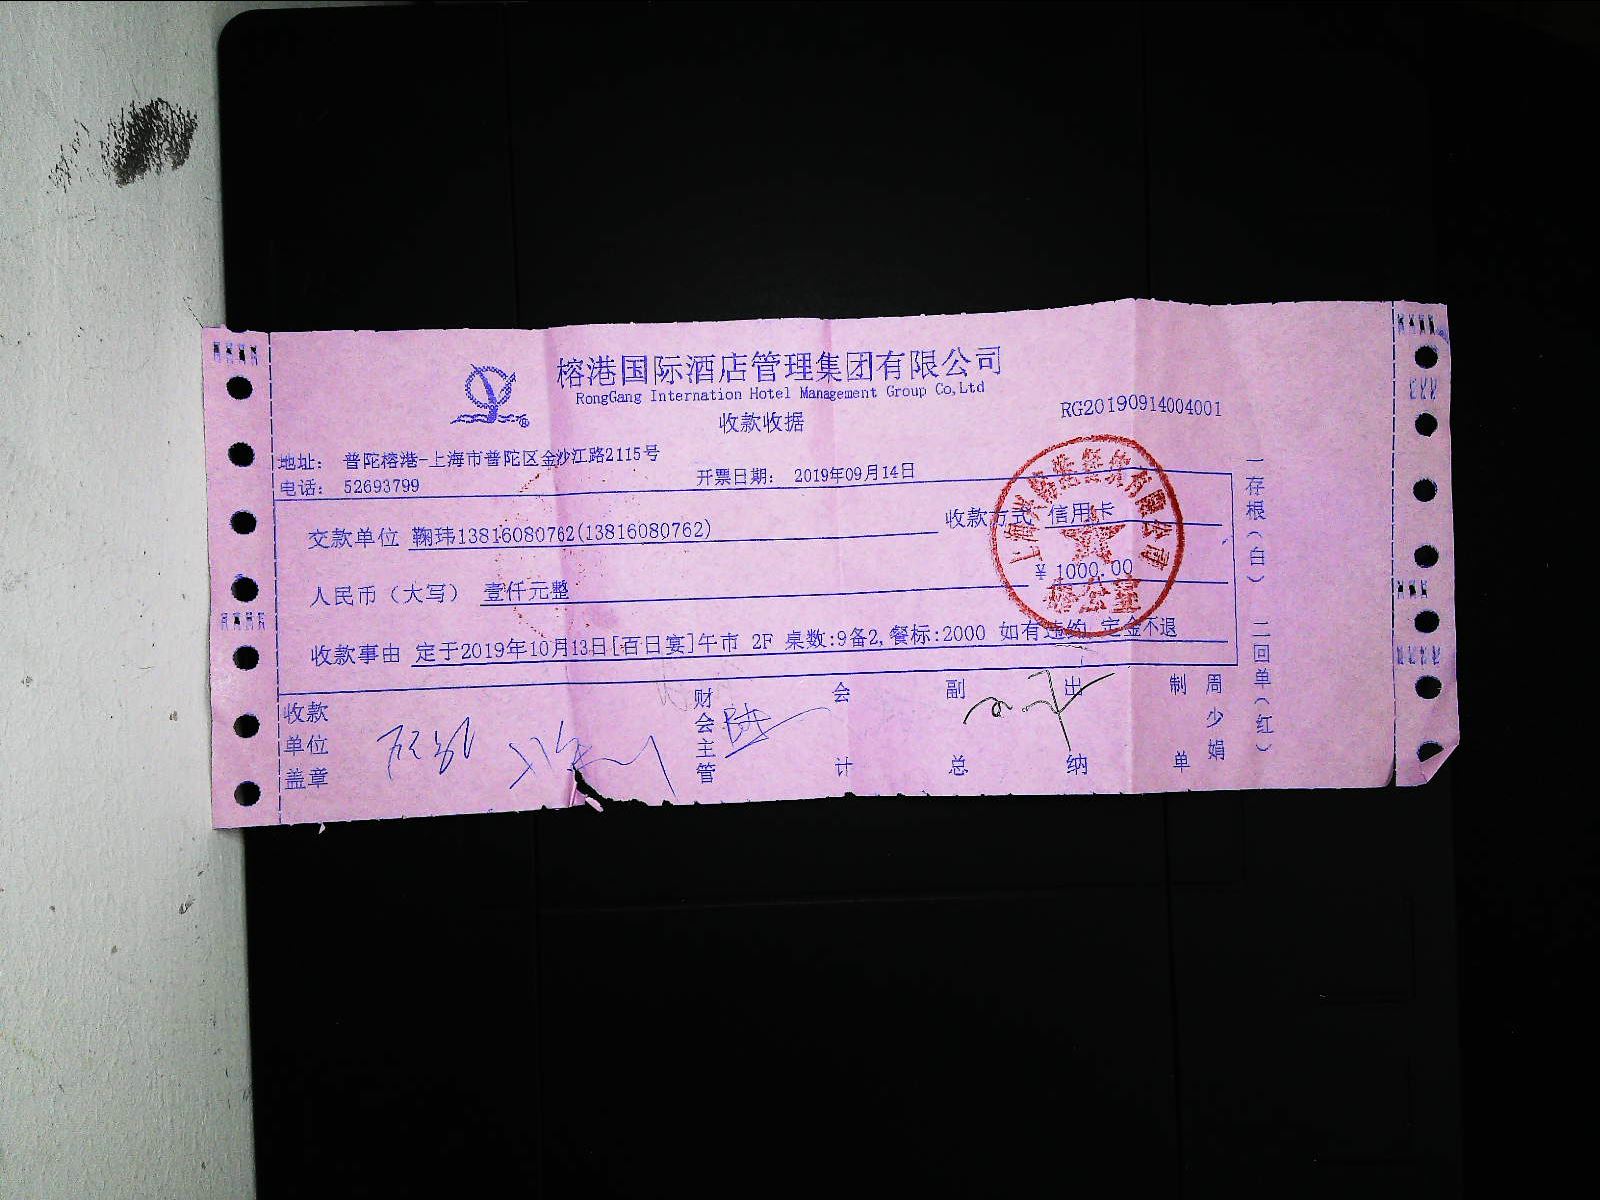 榕港国际酒店管理集团有限公司
RongGang Internation Hotel Management Group Co,Ltd
收款收据
RG20190914004001
地址： 普陀榕港-上海市普陀区金沙江路2115号
电话： 52693799
开票日期： 2019年09月14日
交款单位 鞠玮13816080762(13816080762)
收款方式 信用卡
人民币（大写） 壹仟元整
￥ 1000.00
收款事由 定于2019年10月13日[百日宴]午市 2F 桌数:9备2,餐标:2000 如有违约,定金不退
收款单位盖章
财会主管
会计
副总
出纳
制单
周少娟
一存根（白） 二回单（红）
办公室